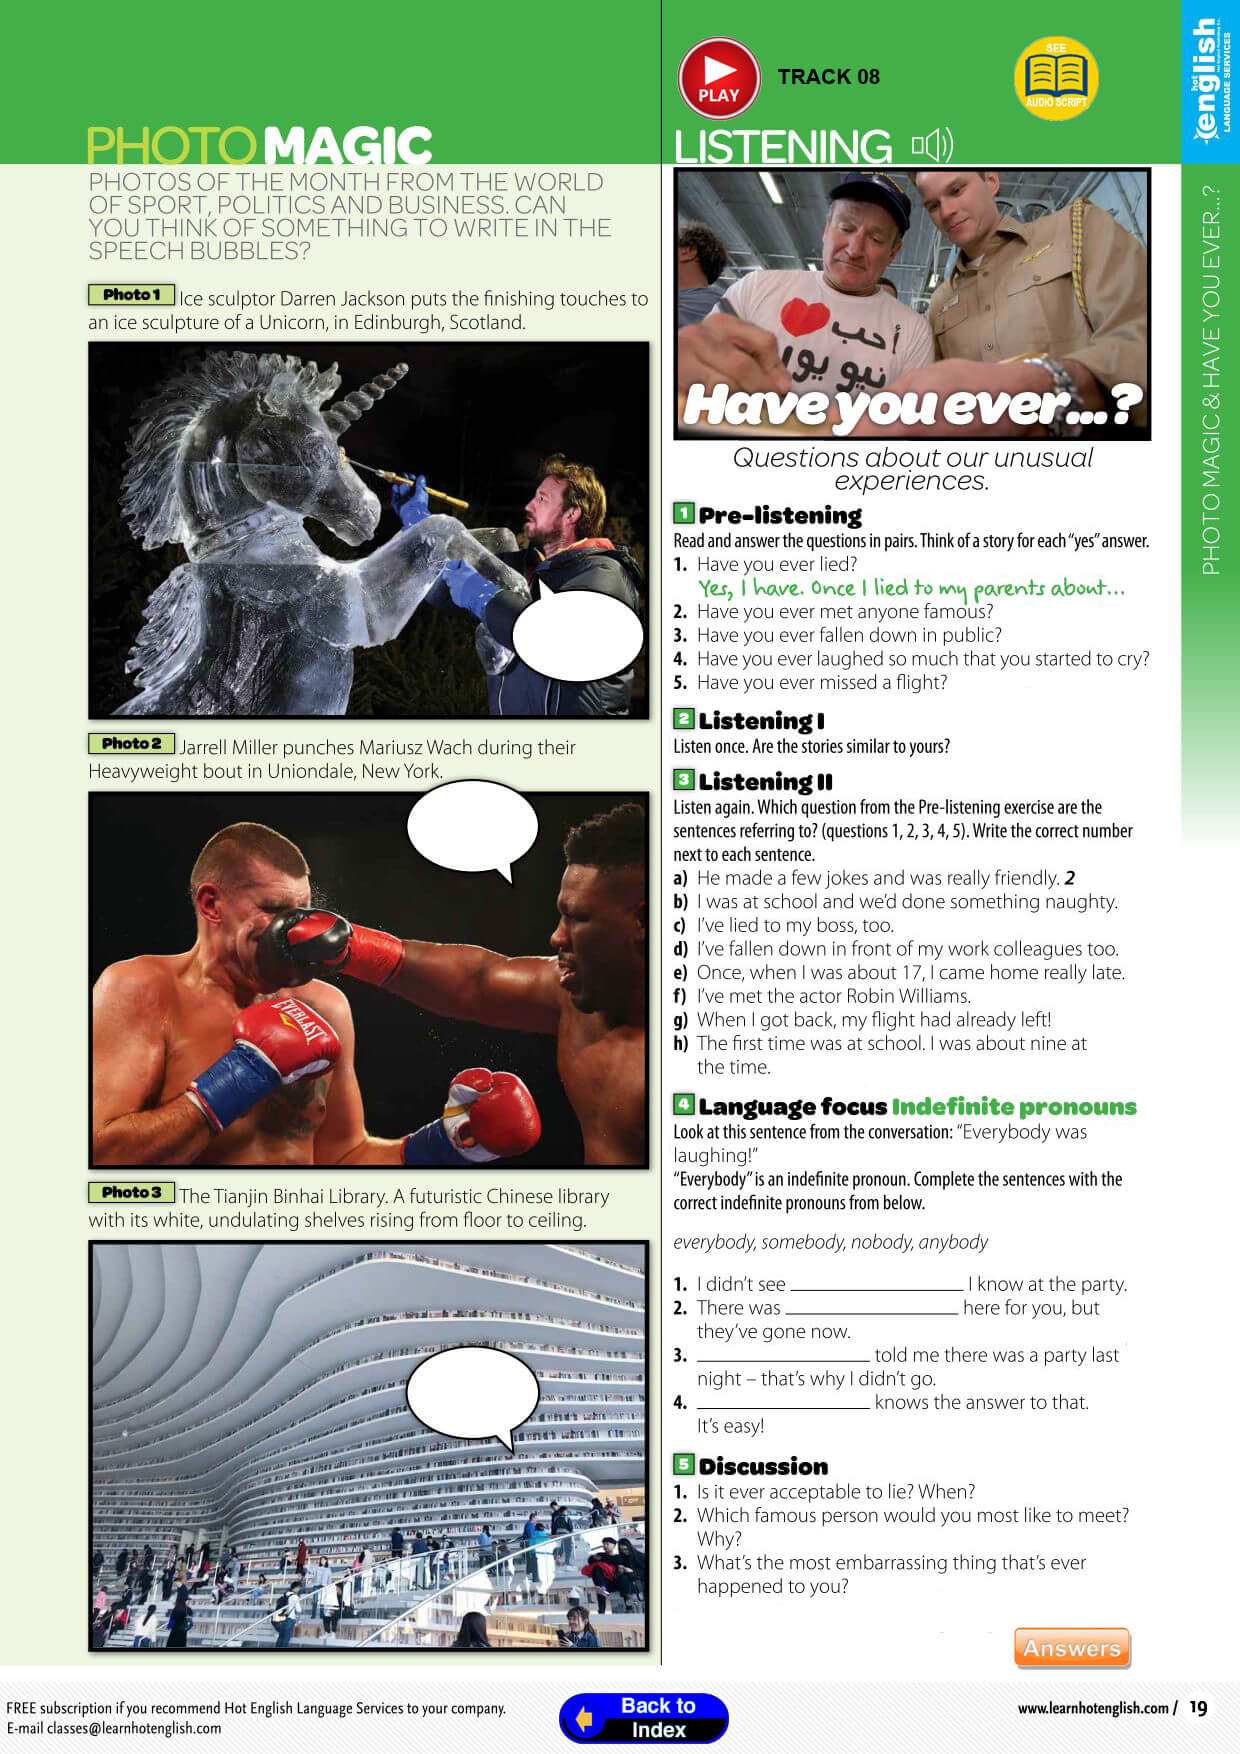 PHOTO MAGIC
PHOTOS OF THE MONTH FROM THE WORLD
OF SPORT, POLITICS AND BUSINESS. CAN
YOU THINK OF SOMETHING TO WRITE IN THE
SPEECH BUBBLES?
Photo 1 Ice sculptor Darren Jackson puts the finishing touches to
an ice sculpture of a Unicorn, in Edinburgh, Scotland.
Photo 2 Jarrell Miller punches Mariusz Wach during their
Heavyweight bout in Uniondale, New York.
EVERLAST
Photo 3 The Tianjin Binhai Library. A futuristic Chinese library
with its white, undulating shelves rising from floor to ceiling.
PLAY
TRACK 08
SEE
AUDIO SCRIPT
LISTENING
أحب
نيو يور
Have you ever...?
Questions about our unusual
experiences.
1 Pre-listening
Read and answer the questions in pairs. Think of a story for each “yes” answer.
1. Have you ever lied?
Yes, I have. Once I lied to my parents about...
2. Have you ever met anyone famous?
3. Have you ever fallen down in public?
4. Have you ever laughed so much that you started to cry?
5. Have you ever missed a flight?
2 Listening I
Listen once. Are the stories similar to yours?
3 Listening II
Listen again. Which question from the Pre-listening exercise are the
sentences referring to? (questions 1, 2, 3, 4, 5). Write the correct number
next to each sentence.
a) He made a few jokes and was really friendly. 2
b) I was at school and we’d done something naughty.
c) I’ve lied to my boss, too.
d) I’ve fallen down in front of my work colleagues too.
e) Once, when I was about 17, I came home really late.
f) I’ve met the actor Robin Williams.
g) When I got back, my flight had already left!
h) The first time was at school. I was about nine at
the time.
4 Language focus Indefinite pronouns
Look at this sentence from the conversation: “Everybody was
laughing!”
“Everybody” is an indefinite pronoun. Complete the sentences with the
correct indefinite pronouns from below.
everybody, somebody, nobody, anybody
1. I didn’t see ____________ I know at the party.
2. There was ____________ here for you, but
they’ve gone now.
3. ____________ told me there was a party last
night – that’s why I didn’t go.
4. ____________ knows the answer to that.
It’s easy!
5 Discussion
1. Is it ever acceptable to lie? When?
2. Which famous person would you most like to meet?
Why?
3. What’s the most embarrassing thing that’s ever
happened to you?
Answers
hot english
LANGUAGE SERVICES
PHOTO MAGIC & HAVE YOU EVER...?
FREE subscription if you recommend Hot English Language Services to your company.
E-mail classes@learnhotenglish.com
Back to
Index
www.learnhotenglish.com / 19